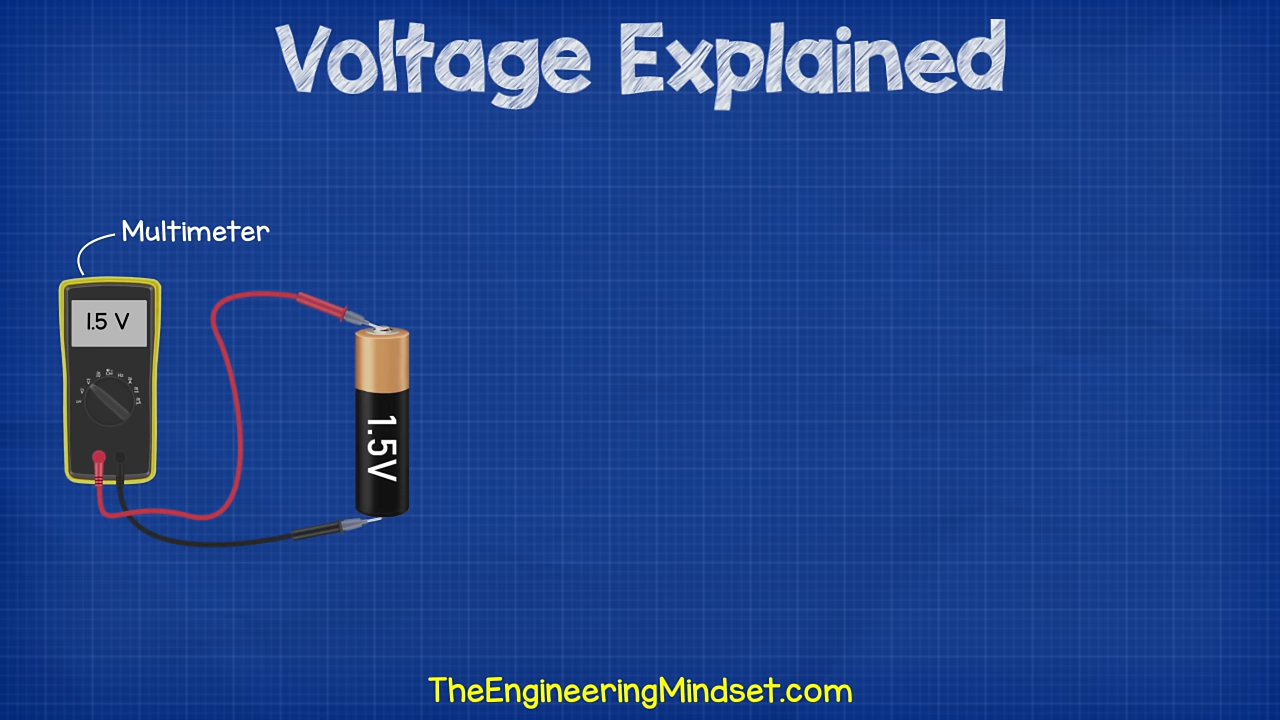 Voltage Explained
Multimeter
1.5 V
1.5V
TheEngineeringMindset.com